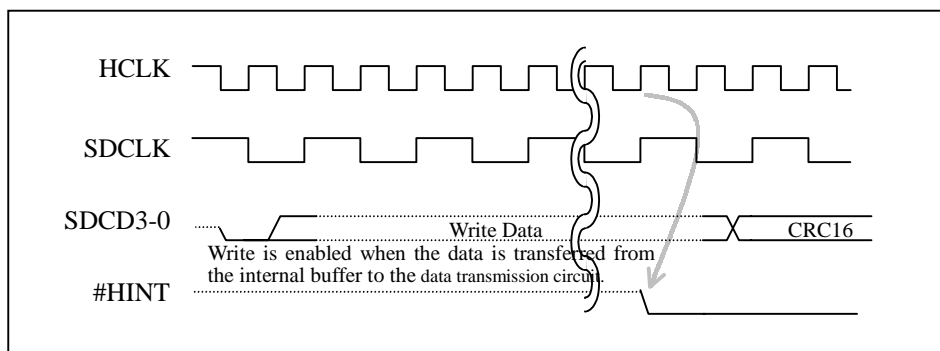 HCLK
SDCLK
SDCD3-0
Write Data
CRC16
Write is enabled when the data is transferred from
the internal buffer to the data transmission circuit.
#HINT